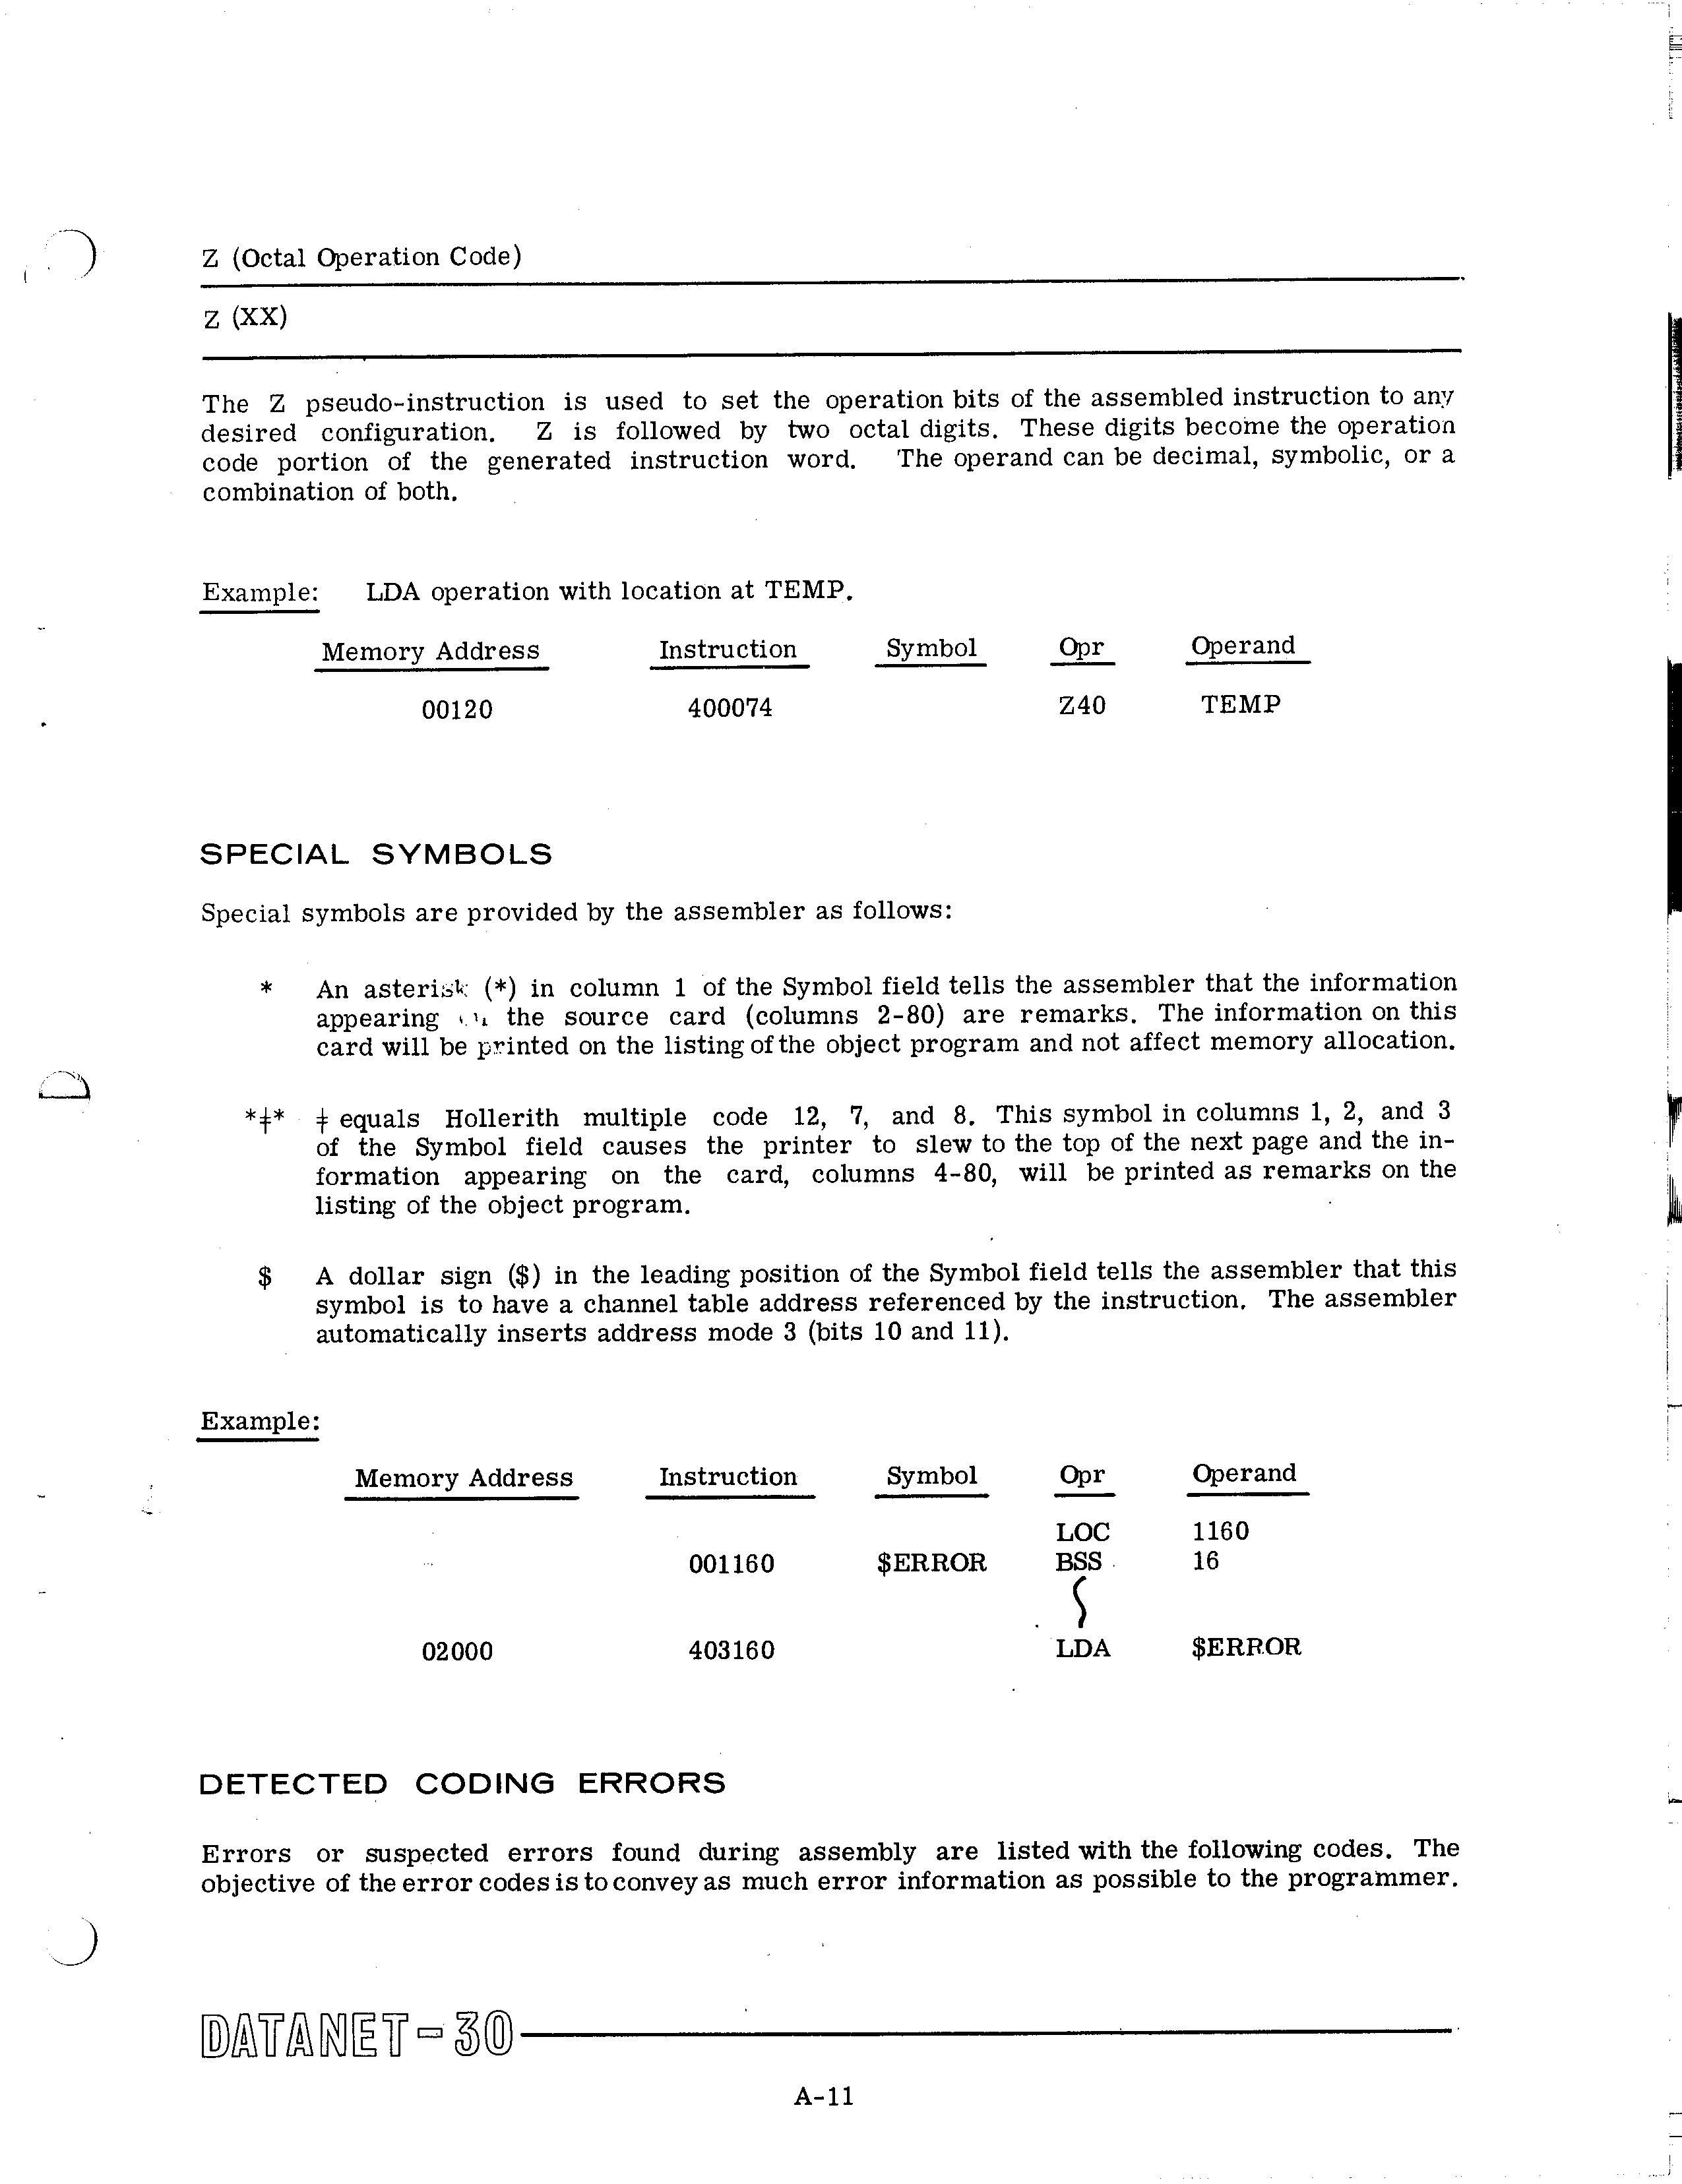 Z (Octal Operation Code)
Z (XX)
The Z pseudo-instruction is used to set the operation bits of the assembled instruction to any
desired configuration. Z is followed by two octal digits. These digits become the operation
code portion of the generated instruction word. The operand can be decimal, symbolic, or a
combination of both.
Example: LDA operation with location at TEMP.
Memory Address Instruction Symbol Opr Operand
00120 400074 Z40 TEMP
SPECIAL SYMBOLS
Special symbols are provided by the assembler as follows:
* An asterisk (*) in column 1 of the Symbol field tells the assembler that the information
appearing the source card (columns 2-80) are remarks. The information on this
card will be printed on the listing of the object program and not affect memory allocation.
*‡* ‡ equals Hollerith multiple code 12, 7, and 8. This symbol in columns 1, 2, and 3
of the Symbol field causes the printer to slew to the top of the next page and the in-
formation appearing on the card, columns 4-80, will be printed as remarks on the
listing of the object program.
$ A dollar sign ($) in the leading position of the Symbol field tells the assembler that this
symbol is to have a channel table address referenced by the instruction. The assembler
automatically inserts address mode 3 (bits 10 and 11).
Example:
Memory Address Instruction Symbol Opr Operand
LOC 1160
001160 $ERROR BSS 16
02000 403160 LDA $ERROR
DETECTED CODING ERRORS
Errors or suspected errors found during assembly are listed with the following codes. The
objective of the error codes is to convey as much error information as possible to the programmer.
DATANET-30
A-11